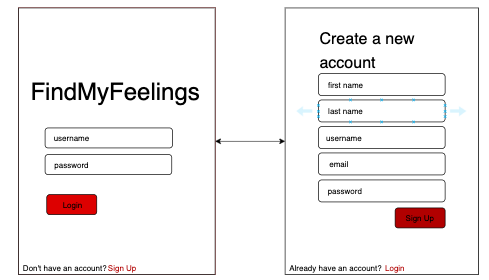 FindMyFeelings
username
password
Login
Don't have an account? Sign Up
Create a new
account
first name
last name
username
email
password
Sign Up
Already have an account? Login